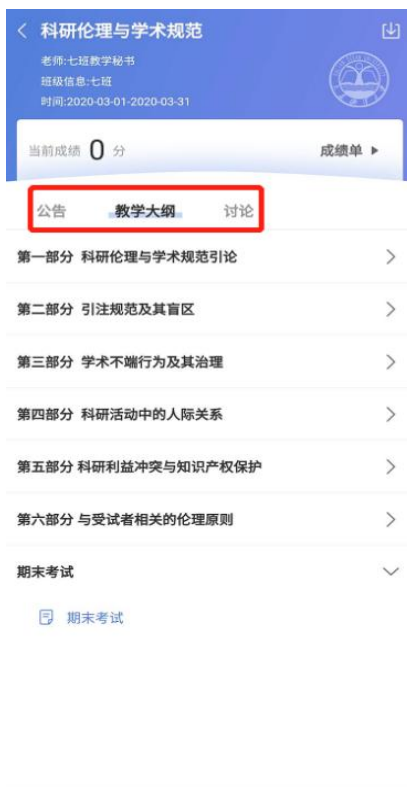 科研伦理与学术规范
老师:七班教学秘书
班级信息:七班
时间:2020-03-01-2020-03-31
当前成绩 0 分 成绩单
公告 教学大纲 讨论
第一部分 科研伦理与学术规范引论
第二部分 引注规范及其盲区
第三部分 学术不端行为及其治理
第四部分 科研活动中的人际关系
第五部分 科研利益冲突与知识产权保护
第六部分 与受试者相关的伦理原则
期末考试
期末考试